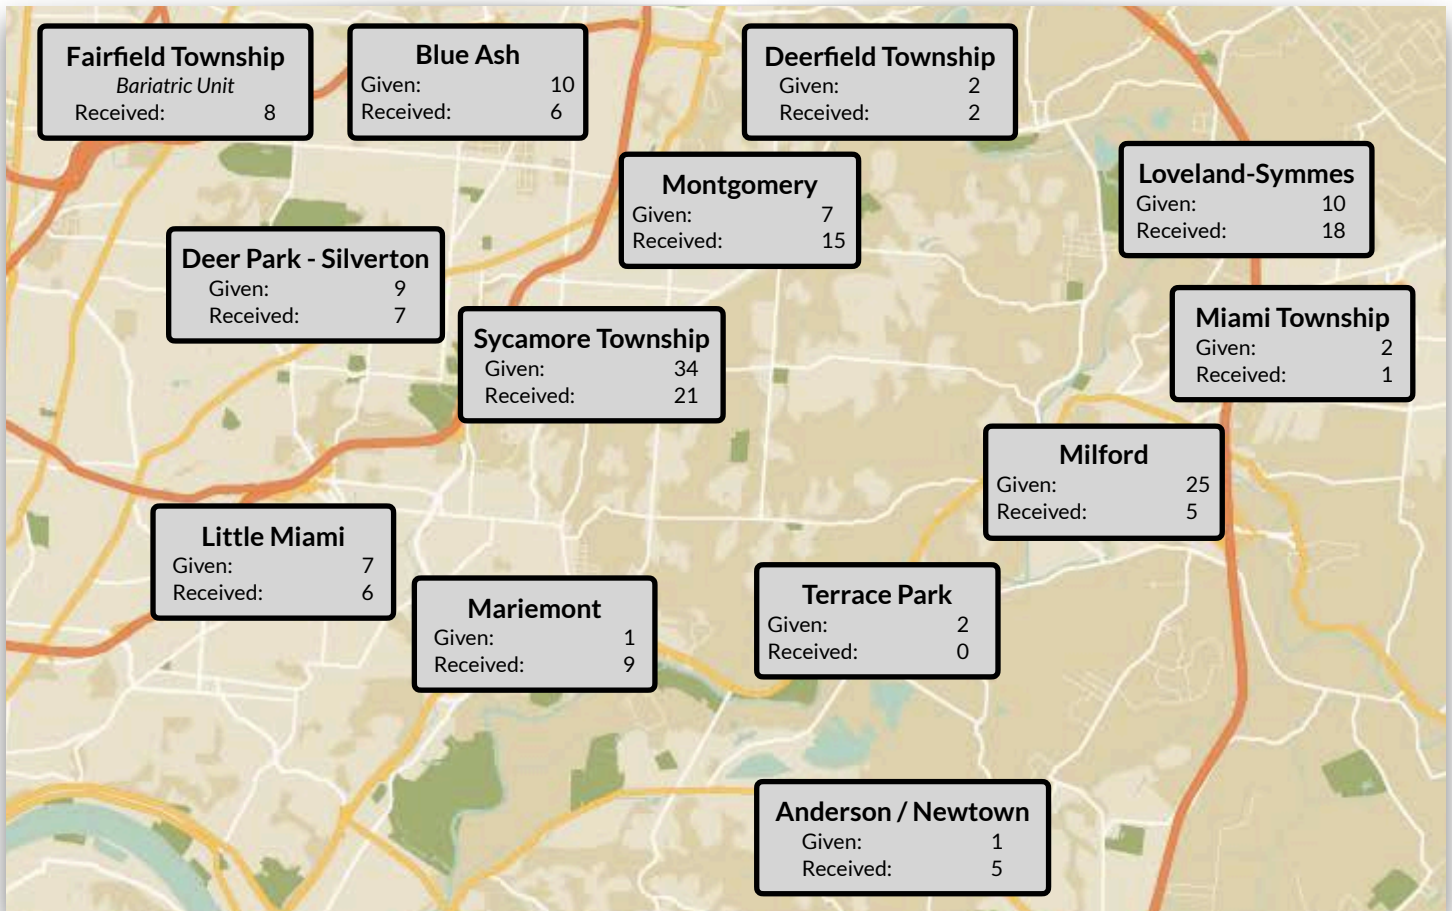 Fairfield Township
Bariatric Unit
Received: 8
Blue Ash
Given: 10
Received: 6
Deerfield Township
Given: 2
Received: 2
Montgomery
Given: 7
Received: 15
Loveland-Symmes
Given: 10
Received: 18
Deer Park - Silverton
Given: 9
Received: 7
Sycamore Township
Given: 34
Received: 21
Miami Township
Given: 2
Received: 1
Milford
Given: 25
Received: 5
Little Miami
Given: 7
Received: 6
Mariemont
Given: 1
Received: 9
Terrace Park
Given: 2
Received: 0
Anderson / Newtown
Given: 1
Received: 5